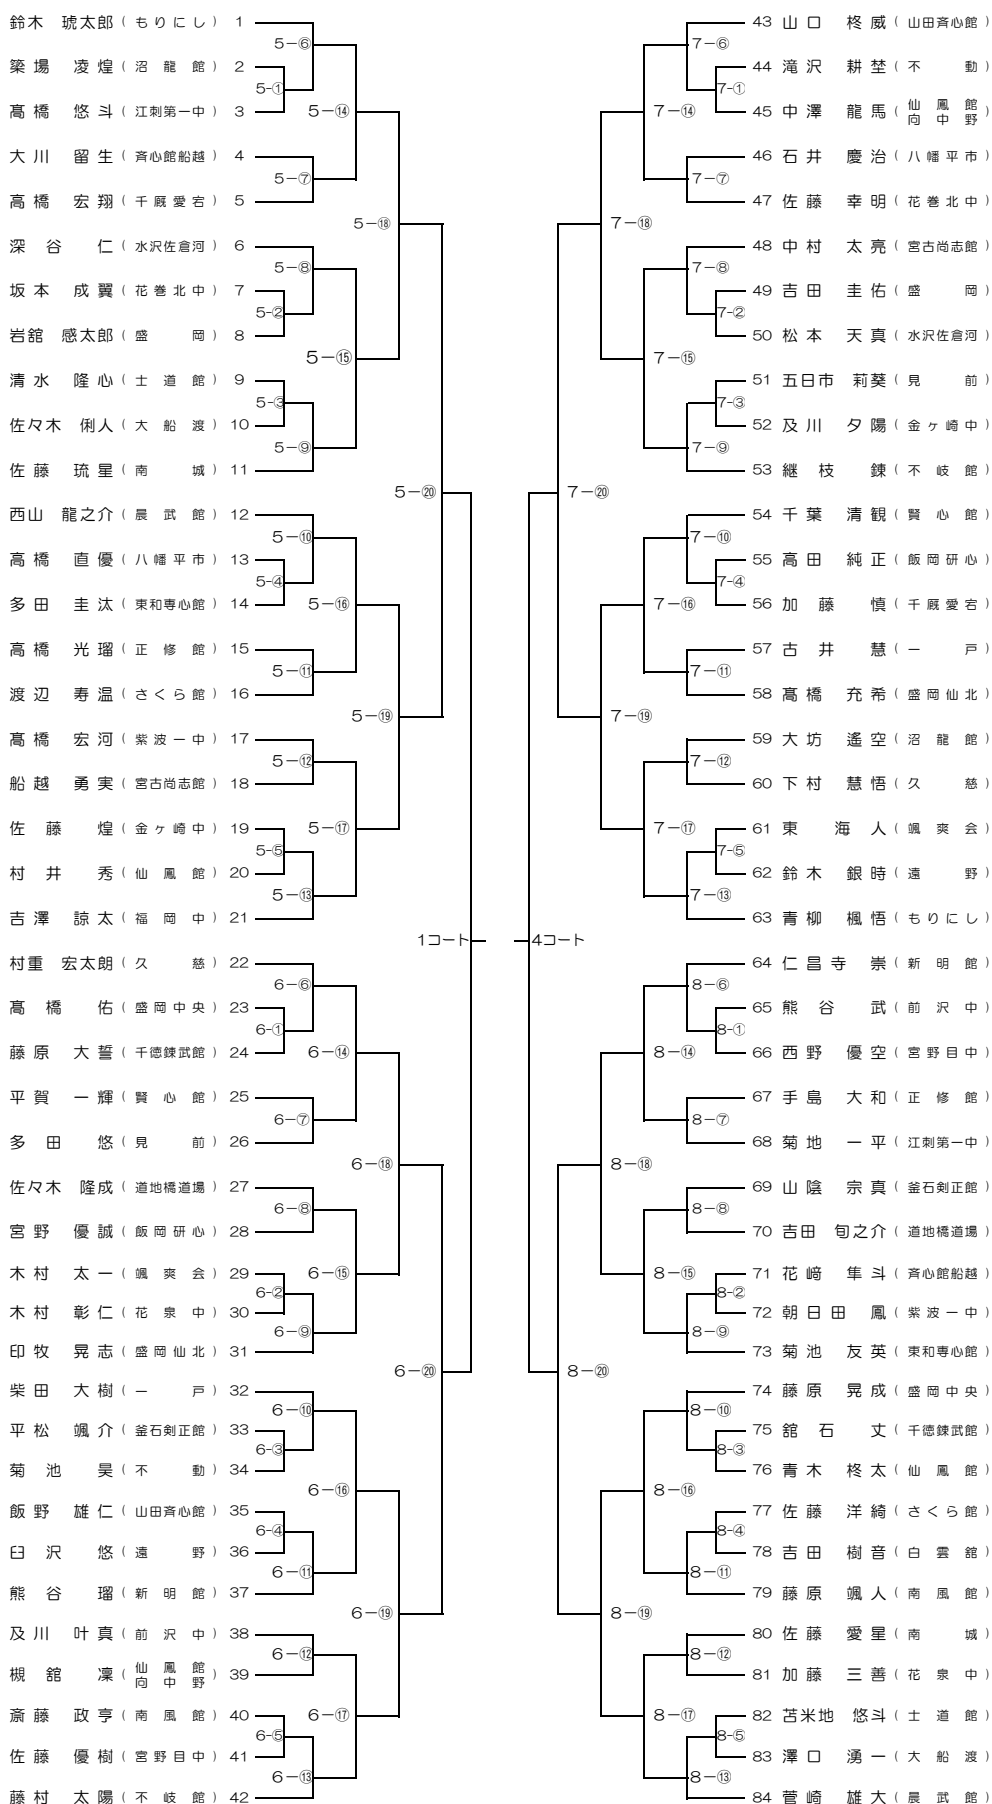 鈴木 琥太郎（もりにし）1
5−⑥
築場 凌煌（沼龍館）2
5-①
髙橋 悠斗（江刺第一中）3
5−⑭
大川 留生（斉心館船越）4
5−⑦
高橋 宏翔（千厩愛宕）5
5−⑱
深谷 仁（水沢佐倉河）6
5−⑧
坂本 成翼（花巻北中）7
5-②
岩舘 感太郎（盛岡）8
5−⑮
清水 隆心（士道館）9
5-③
佐々木 俐人（大船渡）10
5−⑨
佐藤 琉星（南城）11
5−⑳
西山 龍之介（晨武館）12
5−⑩
高橋 直優（八幡平市）13
5-④
多田 圭汰（東和専心館）14
5−⑯
高橋 光瑠（正修館）15
5−⑪
渡辺 寿温（さくら館）16
5−⑲
髙橋 宏河（紫波一中）17
5−⑫
船越 勇実（宮古尚志館）18
佐藤 煌（金ヶ崎中）19
5−⑰
5-⑤
村井 秀（仙鳳館）20
5−⑬
吉澤 諒太（福岡中）21
1コート
村重 宏太朗（久慈）22
6−⑥
髙橋 佑（盛岡中央）23
6-①
藤原 大誓（千徳錬武館）24
6−⑭
平賀 一輝（賢心館）25
6−⑦
多田 悠（見前）26
6−⑱
佐々木 隆成（道地橋道場）27
6−⑧
宮野 優誠（飯岡研心）28
木村 太一（颯爽会）29
6−⑮
6-②
木村 彰仁（花泉中）30
6−⑨
印牧 晃志（盛岡仙北）31
6−⑳
柴田 大樹（一戸）32
6−⑩
平松 颯介（釜石剣正館）33
6-③
菊池 昊（不動）34
6−⑯
飯野 雄仁（山田斉心館）35
6-④
臼沢 悠（遠野）36
6−⑪
熊谷 瑠（新明館）37
6−⑲
及川 叶真（前沢中）38
6−⑫
槻舘 凜（仙鳳館向中野）39
斎藤 政亨（南風館）40
6−⑰
6-⑤
佐藤 優樹（宮野目中）41
6−⑬
藤村 太陽（不岐館）42
43 山口 柊威（山田斉心館）
7−⑥
44 滝沢 耕埜（不動）
7-①
45 中澤 龍馬（仙鳳館向中野）
7−⑭
46 石井 慶治（八幡平市）
7−⑦
47 佐藤 幸明（花巻北中）
7−⑱
48 中村 太亮（宮古尚志館）
7−⑧
49 吉田 圭佑（盛岡）
7-②
50 松本 天真（水沢佐倉河）
7−⑮
51 五日市 莉葵（見前）
7-③
52 及川 夕陽（金ヶ崎中）
7−⑨
53 継枝 錬（不岐館）
7−⑳
54 千葉 清観（賢心館）
7−⑩
55 高田 純正（飯岡研心）
7-④
56 加藤 慎（千厩愛宕）
7−⑯
57 古井 慧（一戸）
7−⑪
58 髙橋 充希（盛岡仙北）
7−⑲
59 大坊 遙空（沼龍館）
7−⑫
60 下村 慧悟（久慈）
61 東 海人（颯爽会）
7−⑰
7-⑤
62 鈴木 銀時（遠野）
7−⑬
63 青柳 楓悟（もりにし）
4コート
64 仁昌寺 崇（新明館）
8−⑥
65 熊谷 武（前沢中）
8-①
66 西野 優空（宮野目中）
8−⑭
67 手島 大和（正修館）
8−⑦
68 菊地 一平（江刺第一中）
8−⑱
69 山陰 宗真（釜石剣正館）
8−⑧
70 吉田 旬之介（道地橋道場）
71 花﨑 隼斗（斉心館船越）
8−⑮
8-②
72 朝日田 鳳（紫波一中）
8−⑨
73 菊池 友英（東和専心館）
8−⑳
74 藤原 晃成（盛岡中央）
8−⑩
75 舘石 丈（千徳錬武館）
8-③
76 青木 柊太（仙鳳館）
8−⑯
77 佐藤 洋綺（さくら館）
8-④
78 吉田 樹音（白雲舘）
8−⑪
79 藤原 颯人（南風館）
8−⑲
80 佐藤 愛星（南城）
8−⑫
81 加藤 三善（花泉中）
82 苫米地 悠斗（士道館）
8−⑰
8-⑤
83 澤口 湧一（大船渡）
8−⑬
84 菅崎 雄大（晨武館）